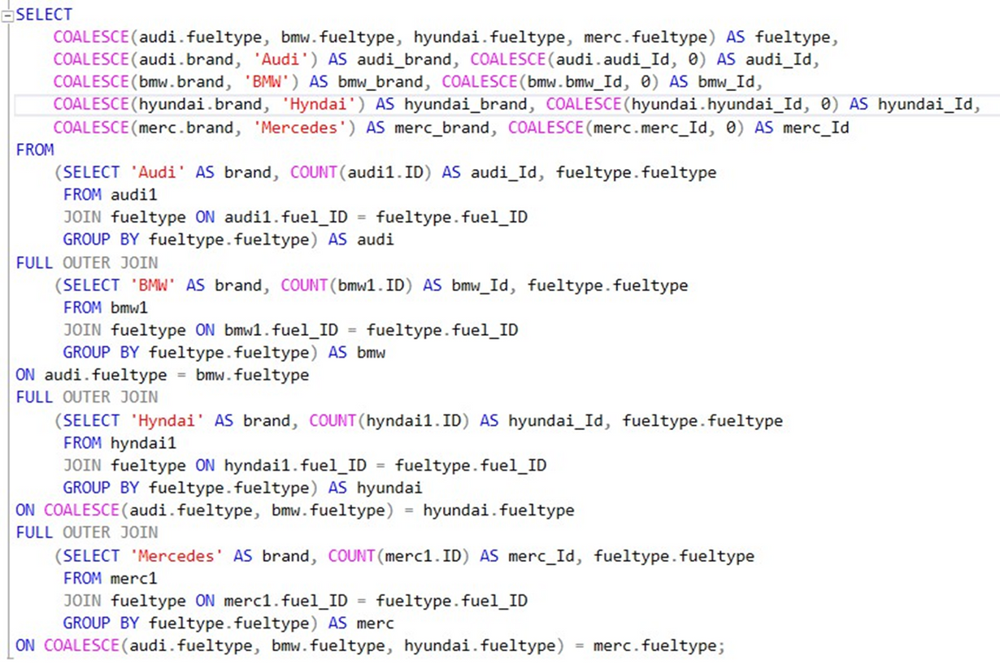 SELECT
COALESCE(audi.fueltype, bmw.fueltype, hyundai.fueltype, merc.fueltype) AS fueltype,
COALESCE(audi.brand, 'Audi') AS audi_brand, COALESCE(audi.audi_Id, 0) AS audi_Id,
COALESCE(bmw.brand, 'BMW') AS bmw_brand, COALESCE(bmw.bmw_Id, 0) AS bmw_Id,
COALESCE(hyundai.brand, 'Hyndai') AS hyundai_brand, COALESCE(hyundai.hyundai_Id, 0) AS hyundai_Id,
COALESCE(merc.brand, 'Mercedes') AS merc_brand, COALESCE(merc.merc_Id, 0) AS merc_Id
FROM
(SELECT 'Audi' AS brand, COUNT(audi1.ID) AS audi_Id, fueltype.fueltype
FROM audi1
JOIN fueltype ON audi1.fuel_ID = fueltype.fuel_ID
GROUP BY fueltype.fueltype) AS audi
FULL OUTER JOIN
(SELECT 'BMW' AS brand, COUNT(bmw1.ID) AS bmw_Id, fueltype.fueltype
FROM bmw1
JOIN fueltype ON bmw1.fuel_ID = fueltype.fuel_ID
GROUP BY fueltype.fueltype) AS bmw
ON audi.fueltype = bmw.fueltype
FULL OUTER JOIN
(SELECT 'Hyndai' AS brand, COUNT(hyndai1.ID) AS hyundai_Id, fueltype.fueltype
FROM hyndai1
JOIN fueltype ON hyndai1.fuel_ID = fueltype.fuel_ID
GROUP BY fueltype.fueltype) AS hyundai
ON COALESCE(audi.fueltype, bmw.fueltype) = hyundai.fueltype
FULL OUTER JOIN
(SELECT 'Mercedes' AS brand, COUNT(merc1.ID) AS merc_Id, fueltype.fueltype
FROM merc1
JOIN fueltype ON merc1.fuel_ID = fueltype.fuel_ID
GROUP BY fueltype.fueltype) AS merc
ON COALESCE(audi.fueltype, bmw.fueltype, hyundai.fueltype) = merc.fueltype;